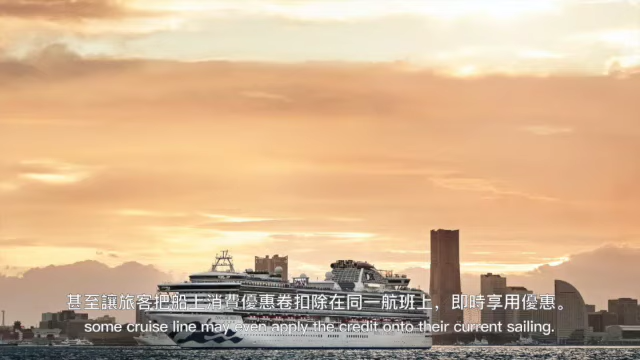 甚至讓旅客把船上消費優惠卷扣除在同一航班上，即時享用優惠。
some cruise line may even apply the credit onto their current sailing.